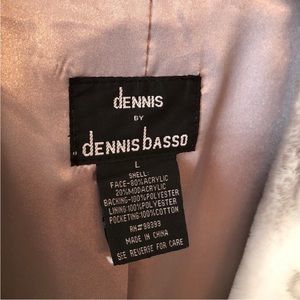 dENNIS
BY
dENNIS bASSO
L
SHELL:
FACE-80%ACRYLIC
20%MODACRYLIC
BACKING-100%POLYESTER
LINING:100%POLYESTER
POCKETING:100%COTTON
RN#98399
MADE IN CHINA
SEE REVERSE FOR CARE